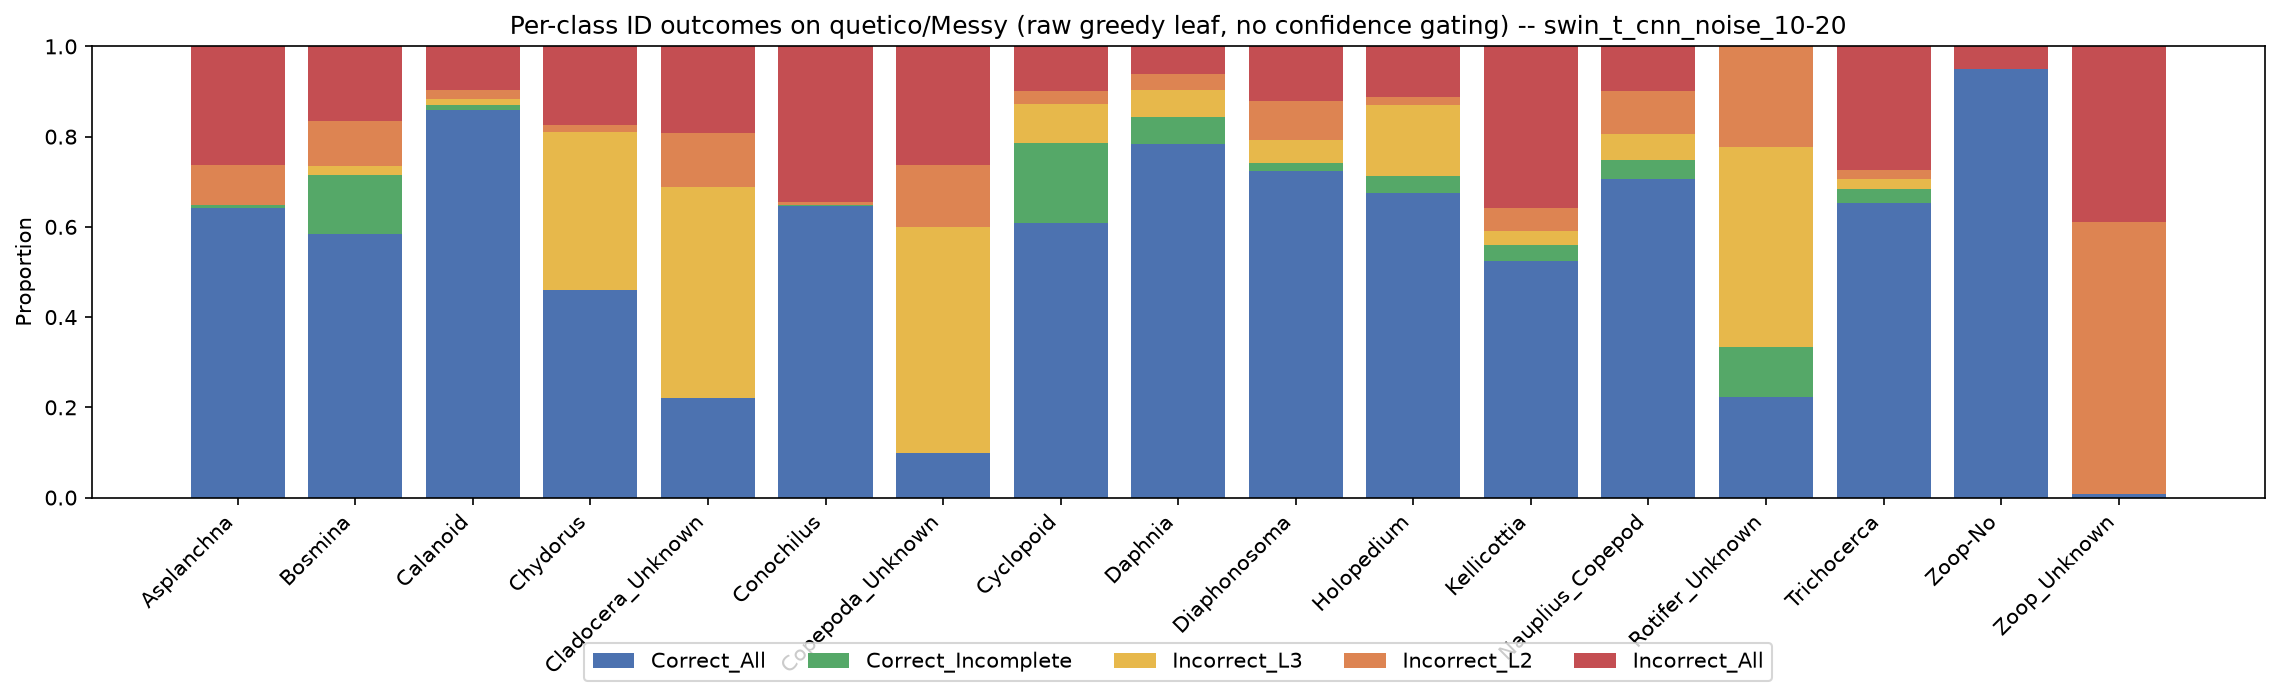 Per-class ID outcomes on quetico/Messy (raw greedy leaf, no confidence gating) -- swin_t_cnn_noise_10-20
1.0
0.8
0.6
0.4
0.2
0.0
Proportion
Asplanchna
Bosmina
Calanoid
Chydorus
Cladocera_Unknown
Conochilus
Copepoda_Unknown
Cyclopoid
Daphnia
Diaphonosoma
Holopedium
Kellicottia
Nauplius_Copepod
Rotifer_Unknown
Trichocerca
Zoop-No
Zoop_Unknown
Correct_All
Correct_Incomplete
Incorrect_L3
Incorrect_L2
Incorrect_All